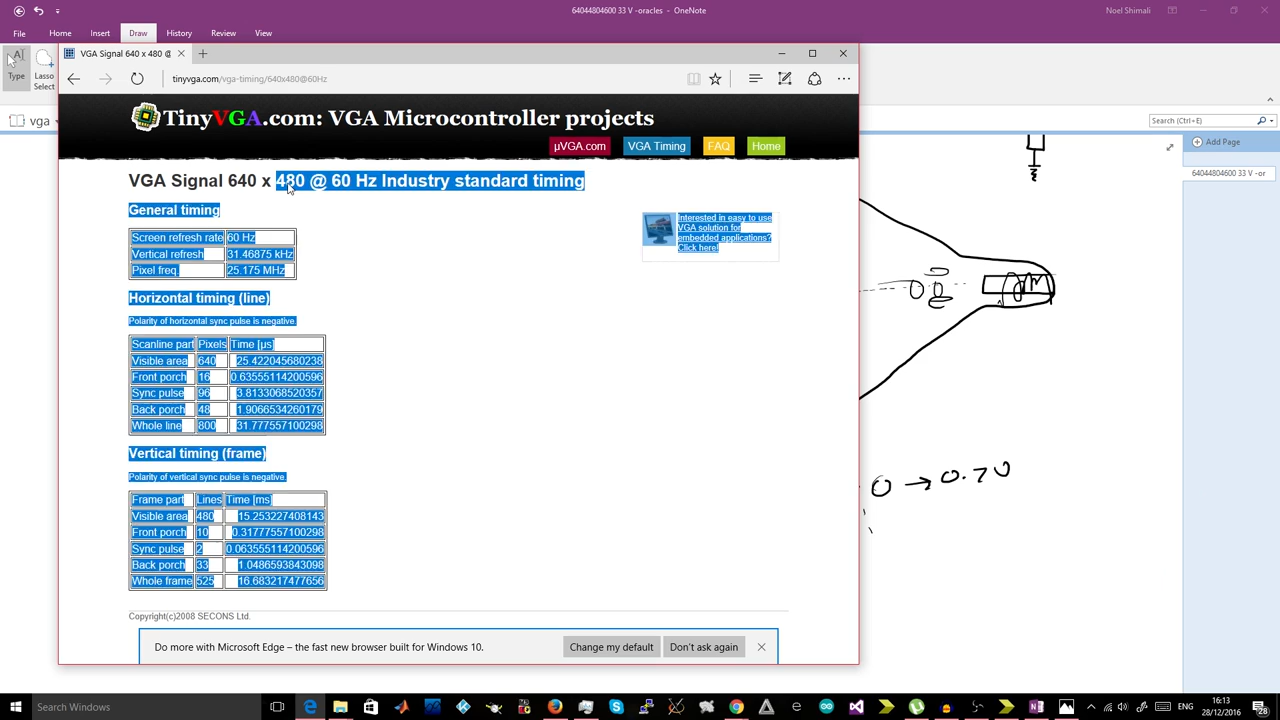 64044804600 33 V -oracles - OneNote
Noel Shimali
File Home Insert Draw History Review View
Type
Lasso
Select
VGA Signal 640 x 480 @
tinyvga.com/vga-timing/640x480@60Hz
vga
Search (Ctrl+E)
TinyVGA.com: VGA Microcontroller projects
Add Page
µVGA.com VGA Timing FAQ Home
64044804600 33 V -or
VGA Signal 640 x 480 @ 60 Hz Industry standard timing
General timing
Screen refresh rate 60 Hz
Vertical refresh 31.46875 kHz
Pixel freq. 25.175 MHz
Interested in easy to use
VGA solution for
embedded applications?
Click here!
Horizontal timing (line)
Polarity of horizontal sync pulse is negative.
Scanline part Pixels Time [µs]
Visible area 640 25.422045680238
Front porch 16 0.63555114200596
Sync pulse 96 3.8133068520357
Back porch 48 1.9066534260179
Whole line 800 31.777557100298
Vertical timing (frame)
Polarity of vertical sync pulse is negative.
Frame part Lines Time [ms]
Visible area 480 15.253227408143
Front porch 10 0.31777557100298
Sync pulse 2 0.063555114200596
Back porch 33 1.0486593843098
Whole frame 525 16.683217477656
0 → 0.7V
Copyright(c)2008 SECONS Ltd.
Do more with Microsoft Edge – the fast new browser built for Windows 10.
Change my default
Don't ask again
Search Windows
ENG
16:13
28/12/2016